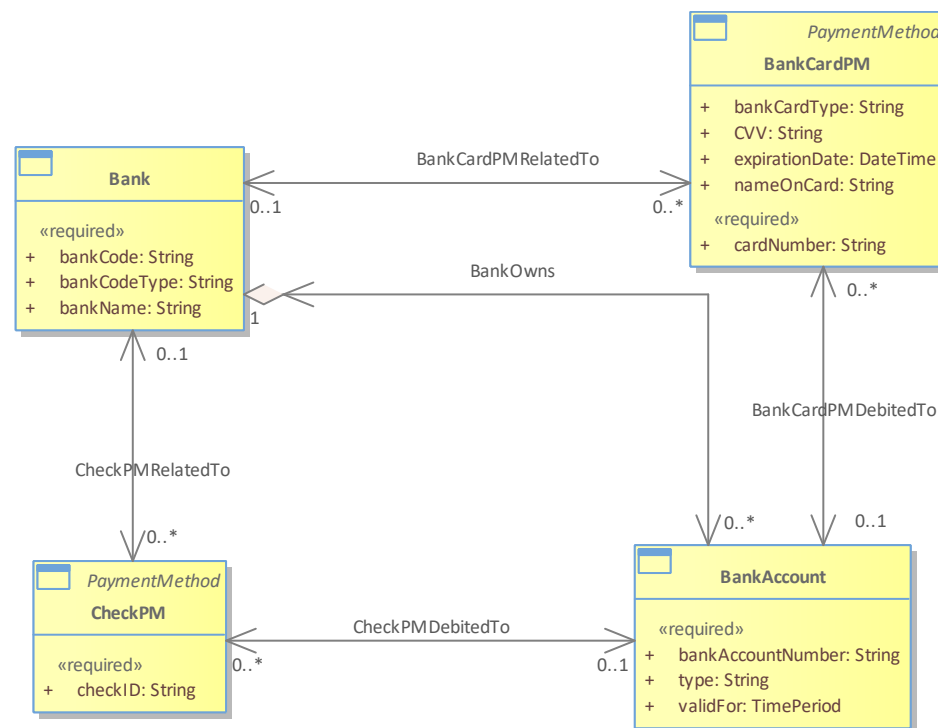 PaymentMethod
BankCardPM
+ bankCardType: String
+ CVV: String
+ expirationDate: DateTime
+ nameOnCard: String
«required»
+ cardNumber: String
BankCardPMRelatedTo
0..1
0..*
Bank
«required»
+ bankCode: String
+ bankCodeType: String
+ bankName: String
BankOwns
1
0..*
0..*
BankCardPMDebitedTo
0..1
0..1
CheckPMRelatedTo
0..*
PaymentMethod
CheckPM
«required»
+ checkID: String
CheckPMDebitedTo
0..*
0..1
BankAccount
«required»
+ bankAccountNumber: String
+ type: String
+ validFor: TimePeriod